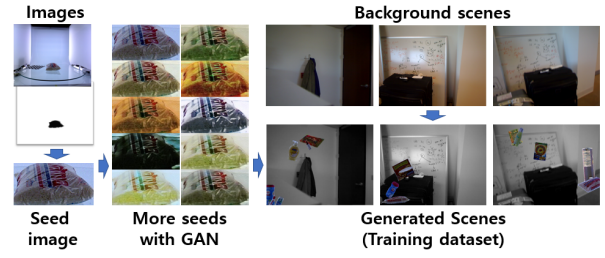 Images
Background scenes
Seed
image
More seeds
with GAN
Generated Scenes
(Training dataset)